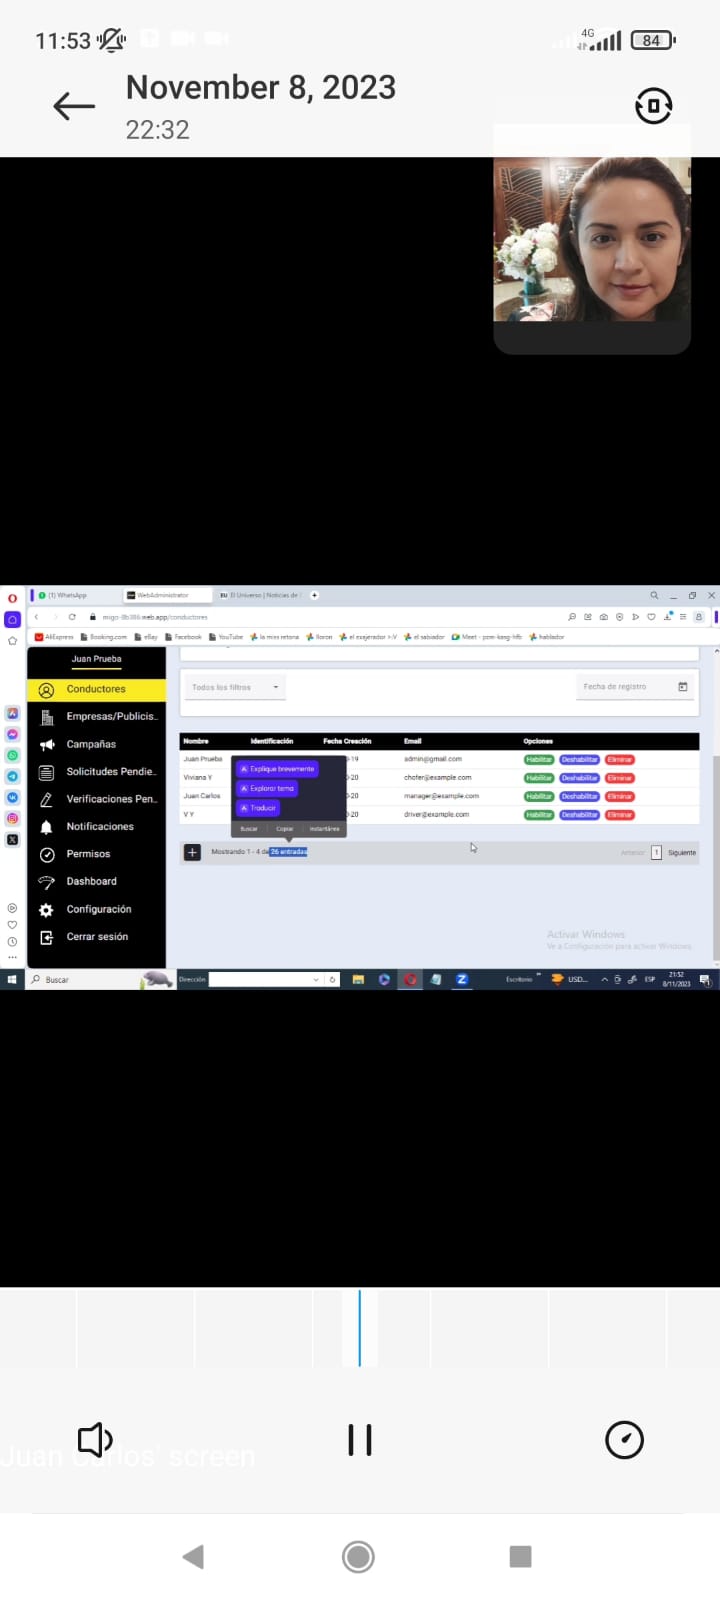 11:53
4G
84
November 8, 2023
22:32
(1) WhatsApp
WebAdministrator
EU El Universo | Noticias de
migo-8b386.web.app/conductores
AliExpress Booking.com eBay Facebook YouTube la miss retona lloron el exajerador >:V el sabiador Meet - pzm-kasg-hfb hablador
Juan Prueba
Conductores
Empresas/Publicis..
Campañas
Solicitudes Pendie..
Verificaciones Pen..
Notificaciones
Permisos
Dashboard
Configuración
Cerrar sesión
Todos los filtros
Fecha de registro
Nombre Identificación Fecha Creación Email Opciones
Juan Prueba -19 admin@gmail.com Habilitar Deshabilitar Eliminar
Viviana Y -20 chofer@example.com Habilitar Deshabilitar Eliminar
Juan Carlos -20 manager@example.com Habilitar Deshabilitar Eliminar
V Y -20 driver@example.com Habilitar Deshabilitar Eliminar
Explique brevemente
Explorar tema
Traducir
Buscar Copiar Instantánea
+ Mostrando 1 - 4 de 26 entradas
Anterior 1 Siguiente
Activar Windows
Ve a Configuración para activar Windows.
Buscar
Dirección
Escritorio
USD...
ESP
21:52
8/11/2023
Juan Carlos' screen